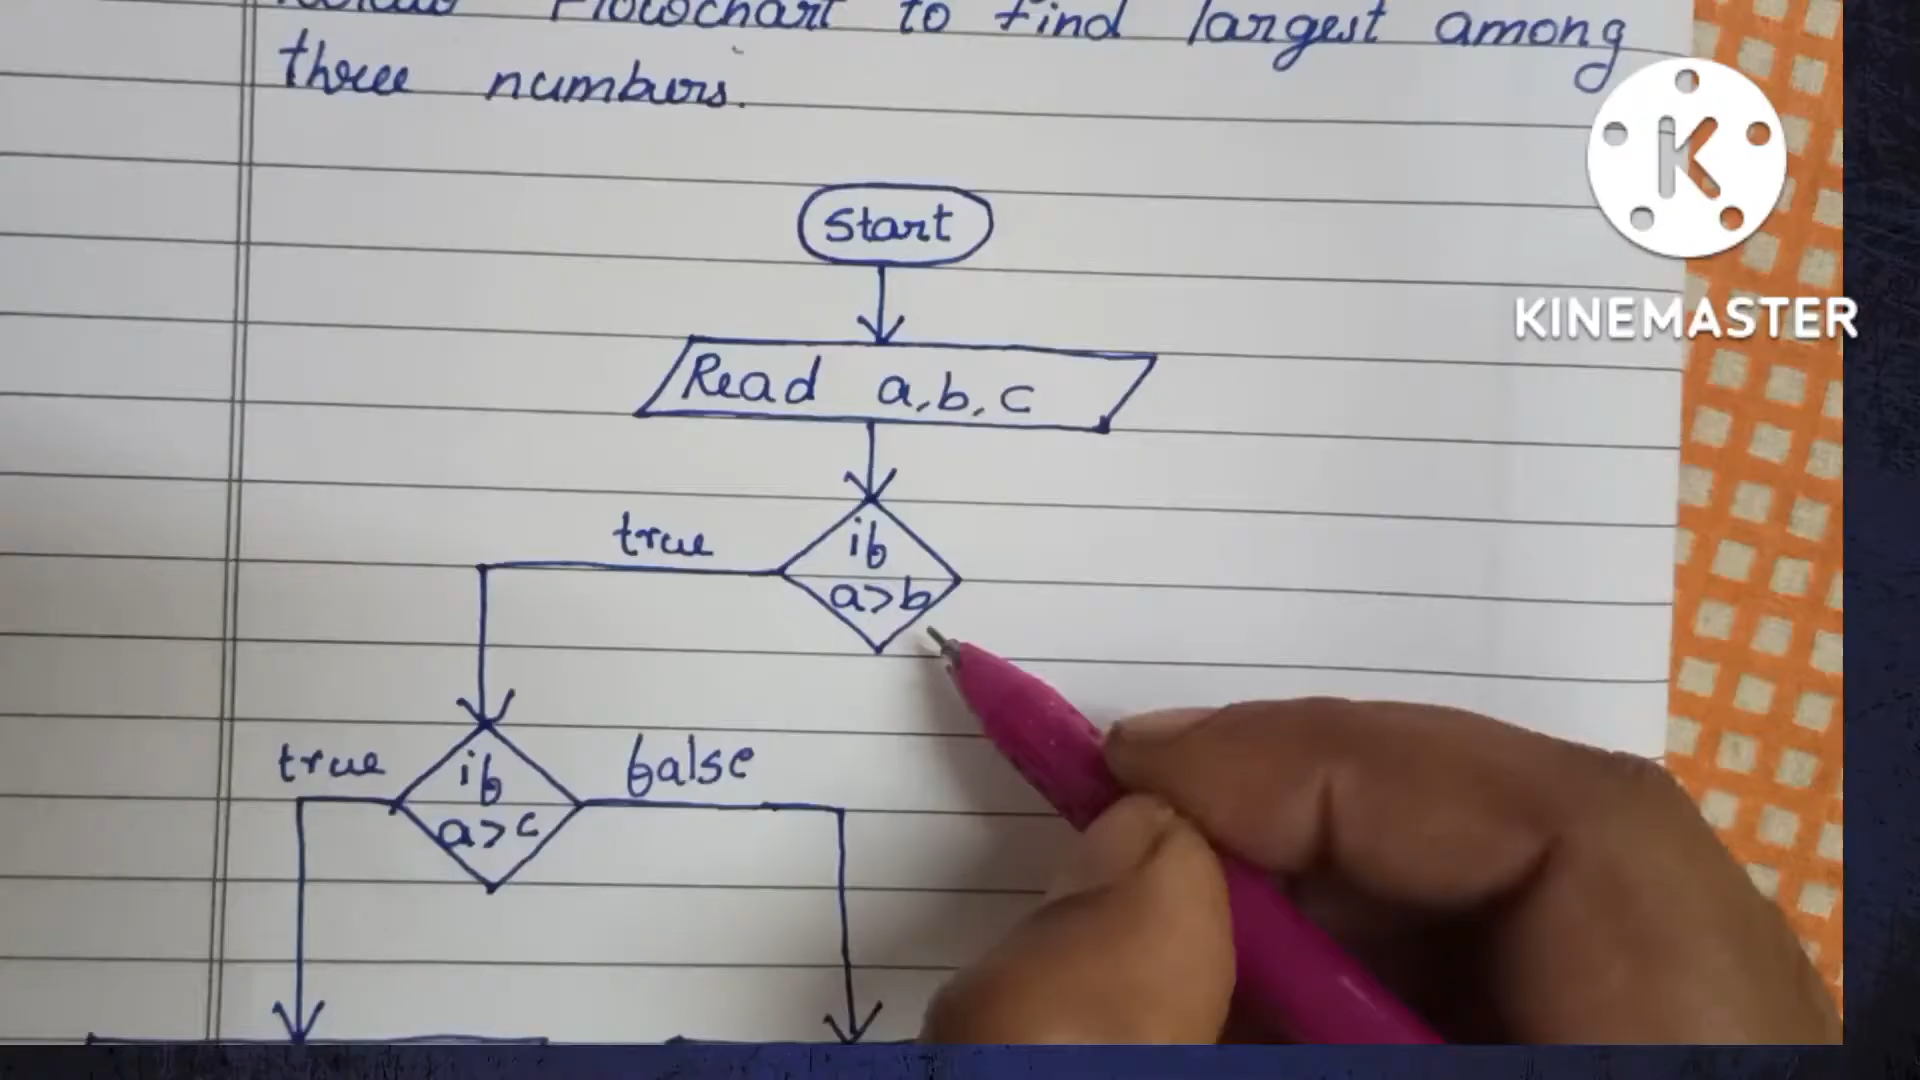 Flowchart to find largest among
three numbers.
Start
Read a,b,c
true
if
a>b
true
if
a>c
false
KINEMASTER